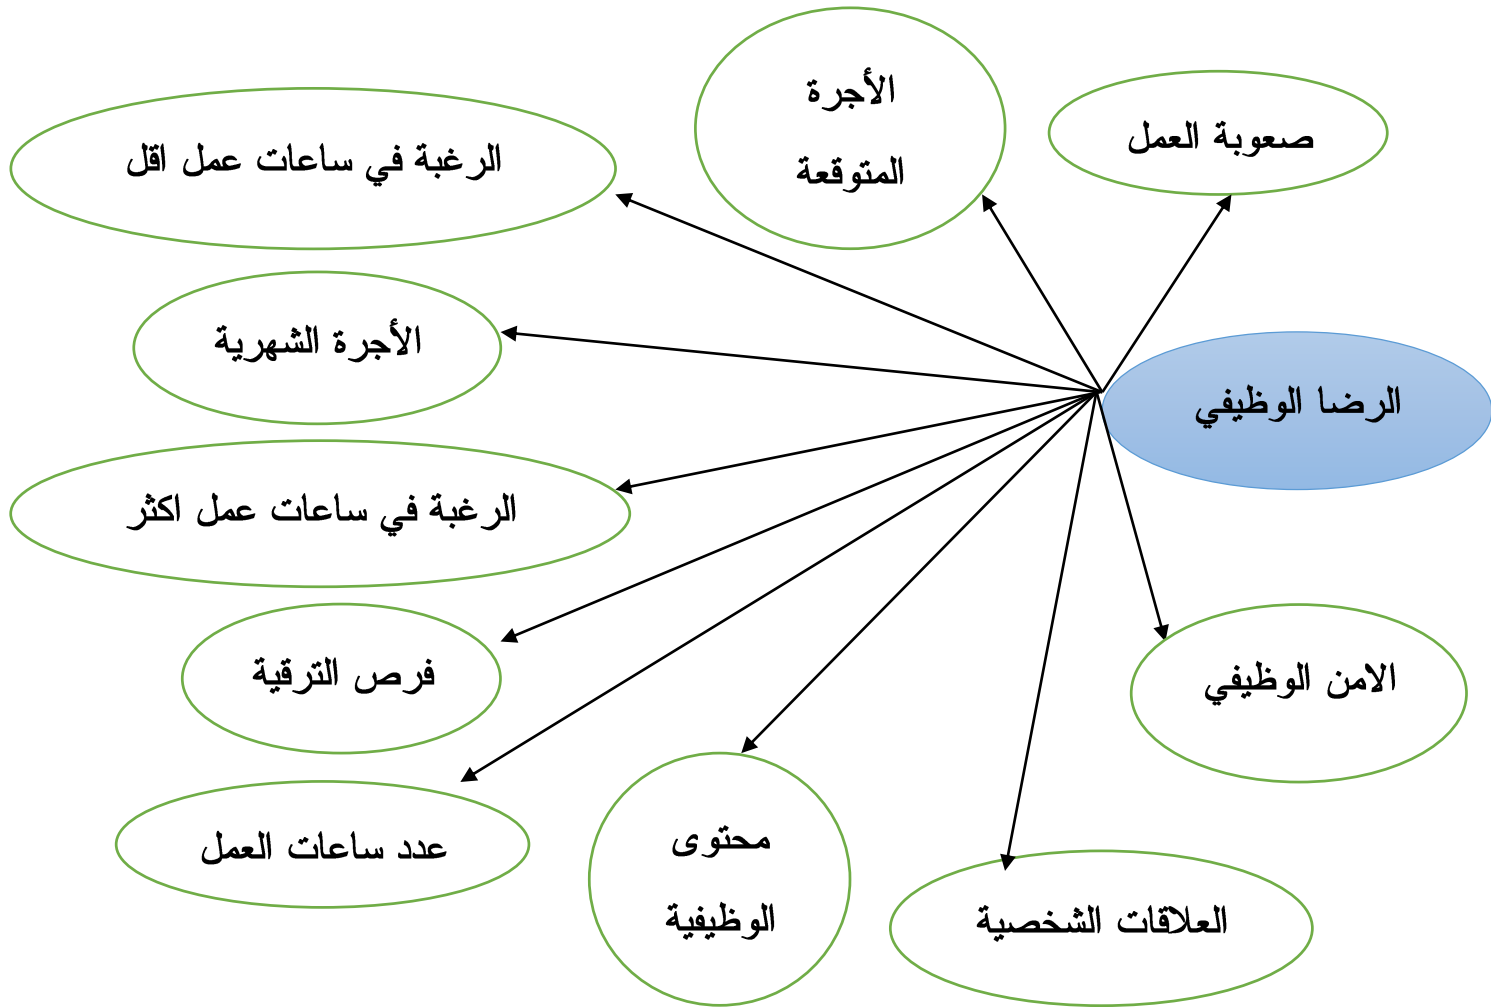 الأجرة
المتوقعة
صعوبة العمل
الرغبة في ساعات عمل اقل
الأجرة الشهرية
الرضا الوظيفي
الرغبة في ساعات عمل اكثر
فرص الترقية
الامن الوظيفي
عدد ساعات العمل
محتوى
الوظيفية
العلاقات الشخصية